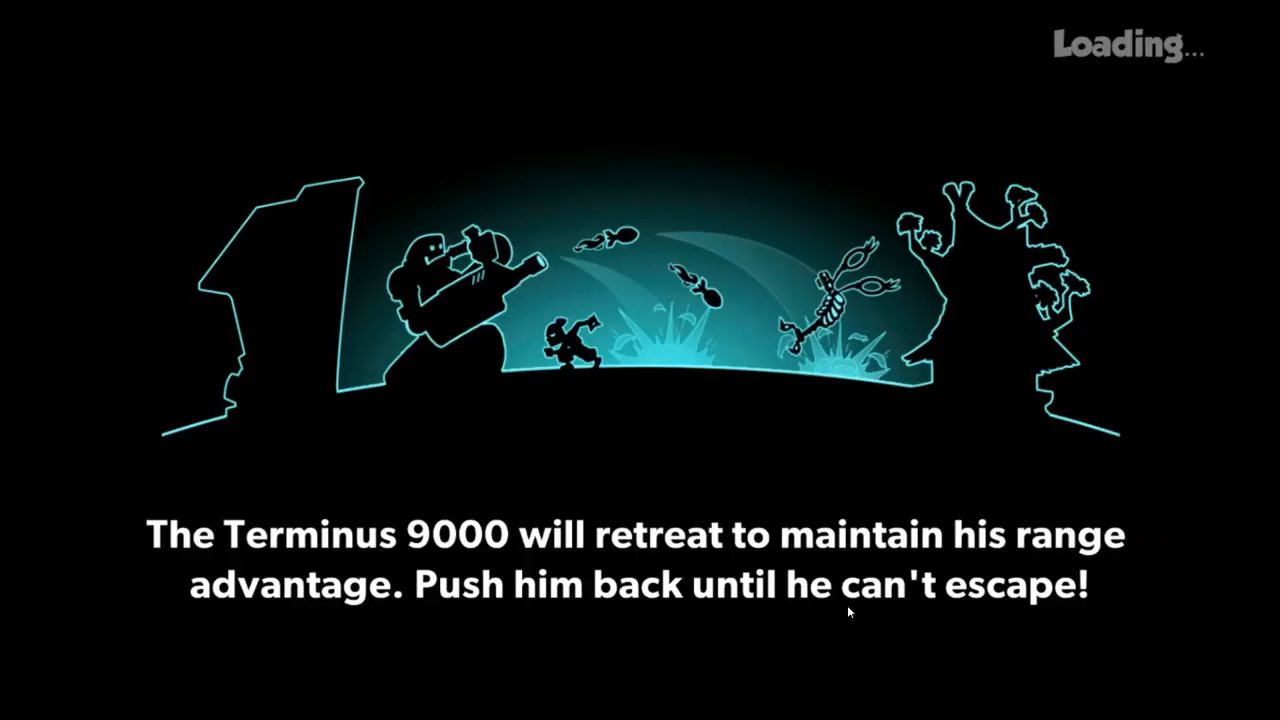 Loading...
The Terminus 9000 will retreat to maintain his range
advantage. Push him back until he can't escape!